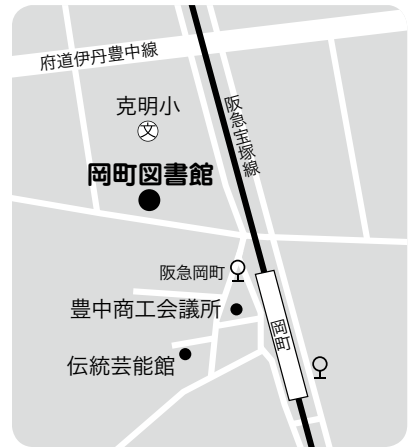 府道伊丹豊中線
克明小
文
阪急宝塚線
岡町図書館
阪急岡町
豊中商工会議所
岡町
伝統芸能館